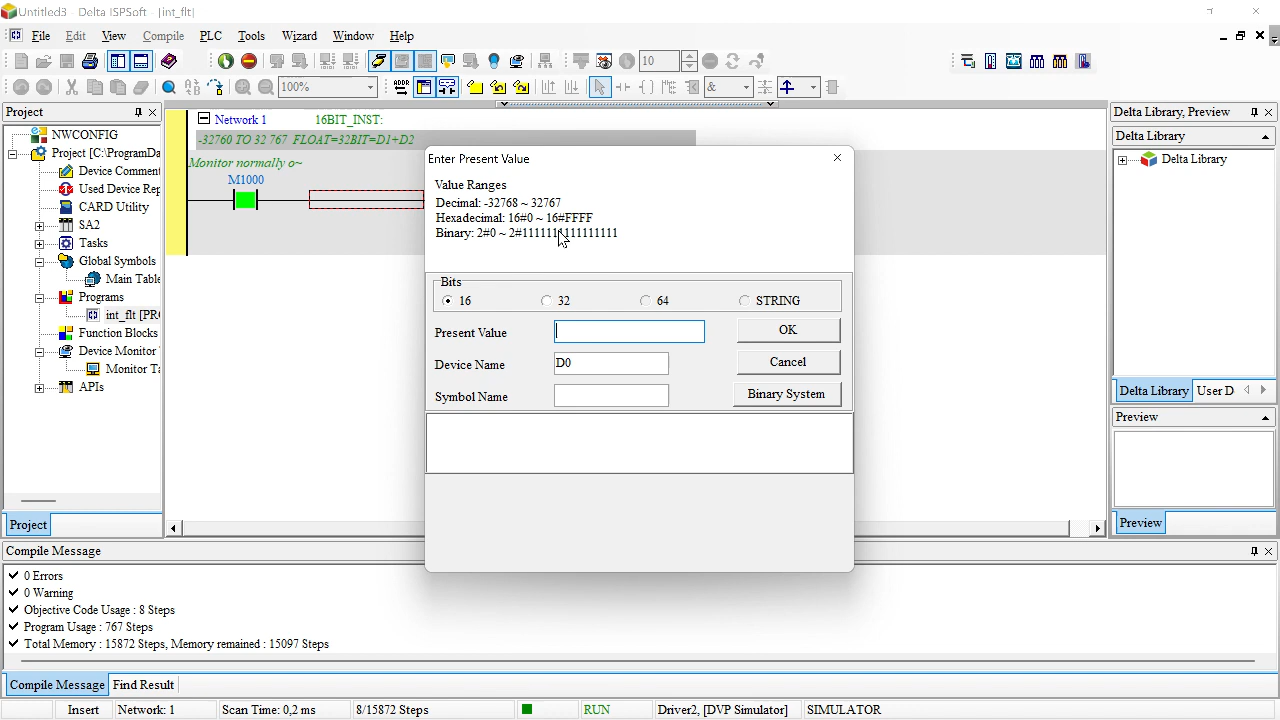 Untitled3 - Delta ISPSoft - [int_flt]
File Edit View Compile PLC Tools Wizard Window Help
10
100%
&
Project
NWCONFIG
Project [C:\ProgramDa
Device Comment
Used Device Rep
CARD Utility
SA2
Tasks
Global Symbols
Main Table
Programs
int_flt [PR
Function Blocks
Device Monitor
Monitor Ta
APIs
Project
Network 1 16BIT_INST:
-32760 TO 32 767 FLOAT=32BIT=D1+D2
Monitor normally o~
M1000
Enter Present Value
Value Ranges
Decimal: -32768 ~ 32767
Hexadecimal: 16#0 ~ 16#FFFF
Binary: 2#0 ~ 2#1111111111111111
Bits
16 32 64 STRING
Present Value OK
Device Name D0 Cancel
Symbol Name Binary System
Delta Library, Preview
Delta Library
Delta Library
Delta Library User D
Preview
Preview
Compile Message
0 Errors
0 Warning
Objective Code Usage : 8 Steps
Program Usage : 767 Steps
Total Memory : 15872 Steps, Memory remained : 15097 Steps
Compile Message Find Result
Insert Network: 1 Scan Time: 0,2 ms 8/15872 Steps RUN Driver2, [DVP Simulator] SIMULATOR